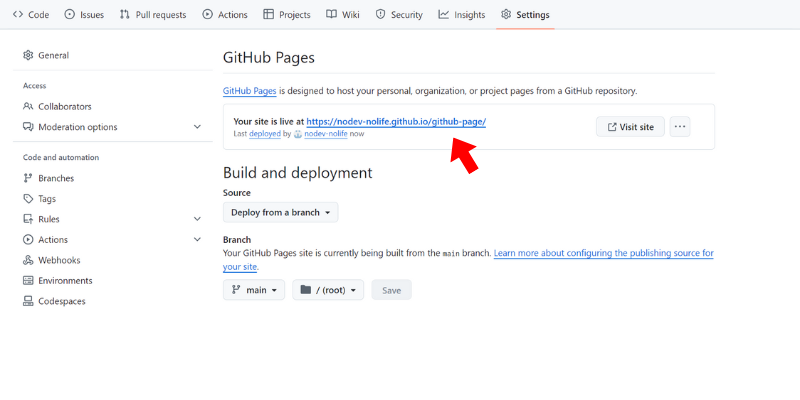 Code Issues Pull requests Actions Projects Wiki Security Insights Settings
General
Access
Collaborators
Moderation options
Code and automation
Branches
Tags
Rules
Actions
Webhooks
Environments
Codespaces
GitHub Pages
GitHub Pages is designed to host your personal, organization, or project pages from a GitHub repository.
Your site is live at https://nodev-nolife.github.io/github-page/
Last deployed by nodev-nolife now
Visit site
Build and deployment
Source
Deploy from a branch
Branch
Your GitHub Pages site is currently being built from the main branch. Learn more about configuring the publishing source for
your site.
main / (root) Save